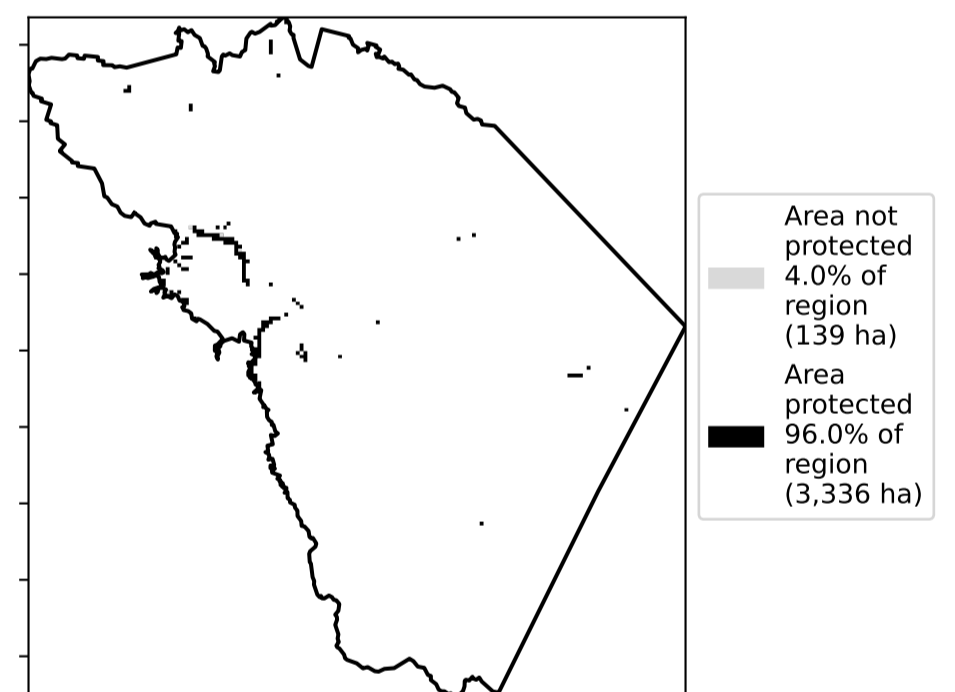 Area not
protected
4.0% of
region
(139 ha)
Area
protected
96.0% of
region
(3,336 ha)